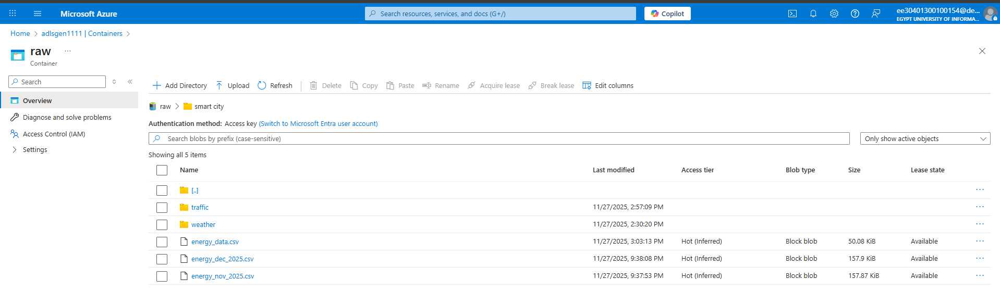 Microsoft Azure
Search resources, services, and docs (G+/)
Copilot
ee30401300100154@de...
EGYPT UNIVERSITY OF INFORMA...
Home > adlsgen1111 | Containers >
raw ...
Container
Search
Overview
Diagnose and solve problems
Access Control (IAM)
Settings
Add Directory Upload Refresh Delete Copy Paste Rename Acquire lease Break lease Edit columns
raw > smart city
Authentication method: Access key (Switch to Microsoft Entra user account)
Search blobs by prefix (case-sensitive)
Only show active objects
Showing all 5 items
Name Last modified Access tier Blob type Size Lease state
[..]
traffic 11/27/2025, 2:57:09 PM
weather 11/27/2025, 2:30:20 PM
energy_data.csv 11/27/2025, 3:03:13 PM Hot (Inferred) Block blob 50.08 KiB Available
energy_dec_2025.csv 11/27/2025, 9:38:08 PM Hot (Inferred) Block blob 157.9 KiB Available
energy_nov_2025.csv 11/27/2025, 9:37:53 PM Hot (Inferred) Block blob 157.87 KiB Available